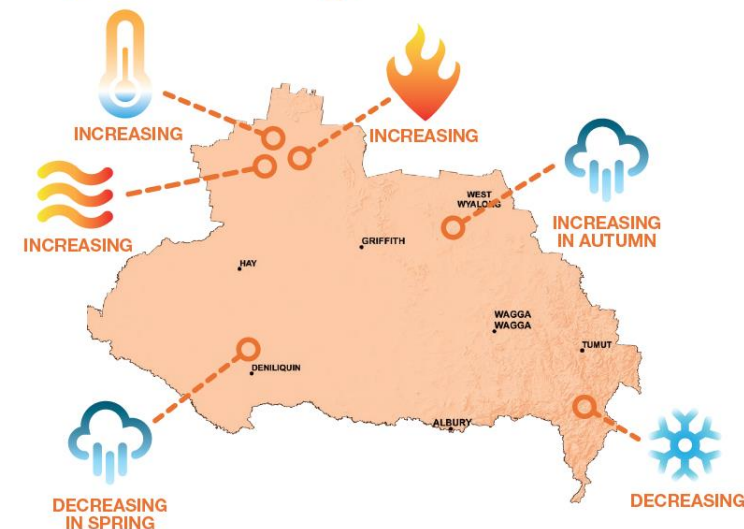 INCREASING
INCREASING
INCREASING
WEST
WYALONG
INCREASING
IN AUTUMN
GRIFFITH
HAY
WAGGA
WAGGA
TUMUT
DENILIQUIN
ALBURY
DECREASING
IN SPRING
DECREASING